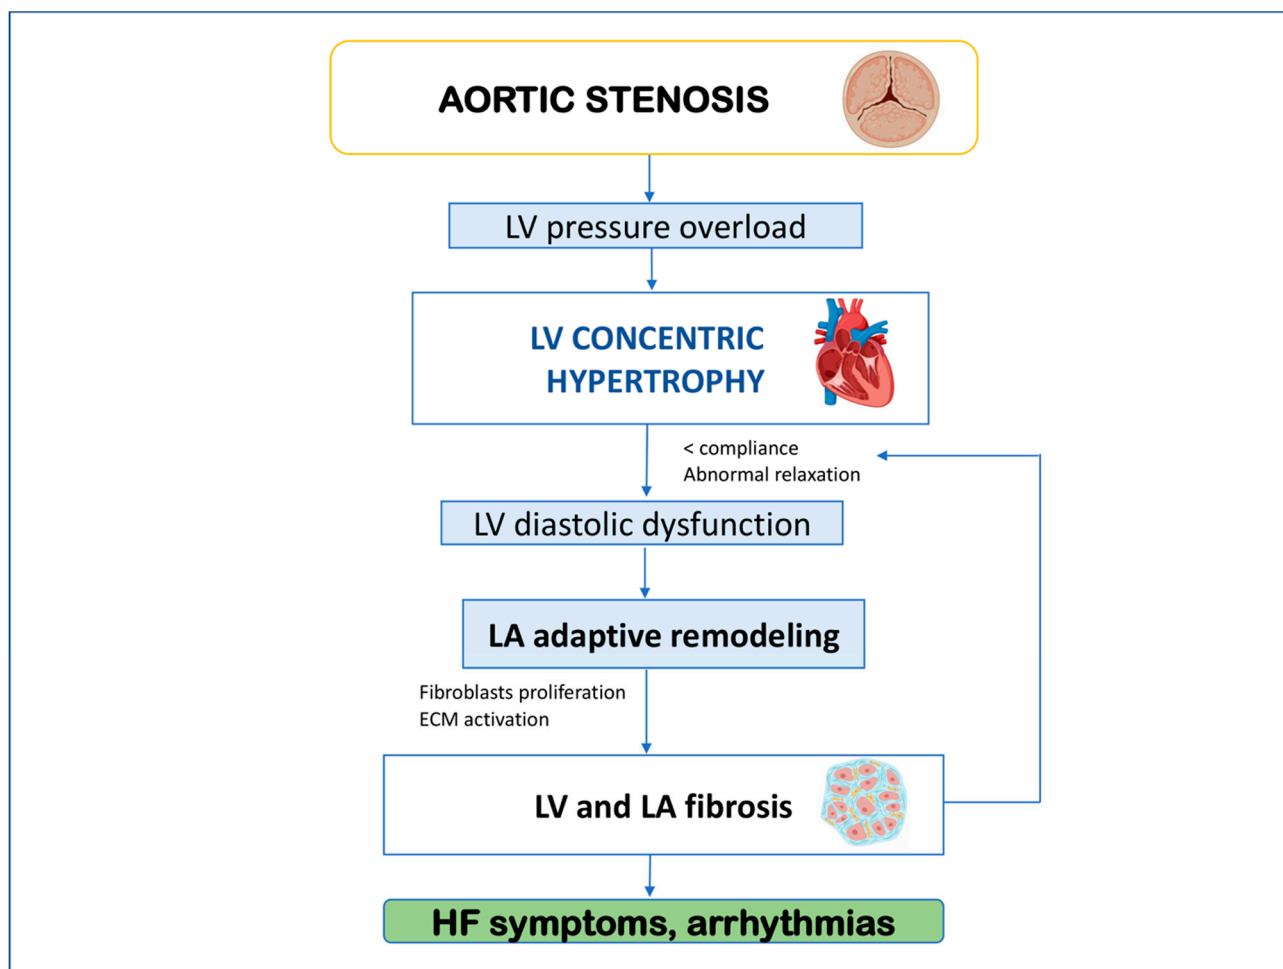 AORTIC STENOSIS
LV pressure overload
LV CONCENTRIC
HYPERTROPHY
< compliance
Abnormal relaxation
LV diastolic dysfunction
LA adaptive remodeling
Fibroblasts proliferation
ECM activation
LV and LA fibrosis
HF symptoms, arrhythmias